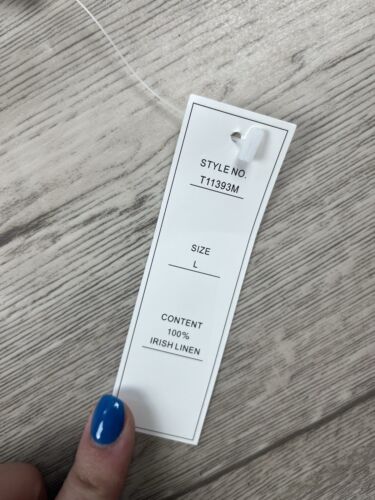 STYLE NO.
T11393M
SIZE
L
CONTENT
100%
IRISH LINEN